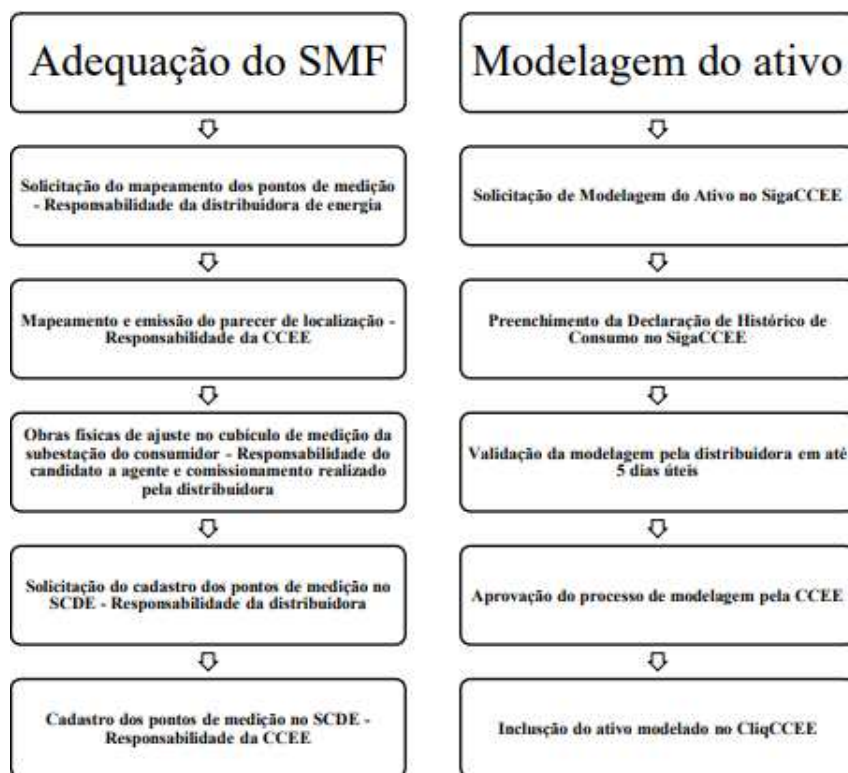 Adequação do SMF
Solicitação do mapeamento dos pontos de medição
- Responsabilidade da distribuidora de energia
Mapeamento e emissão do parecer de localização -
Responsabilidade da CCEE
Obras físicas de ajuste no cubículo de medição da
subestação do consumidor - Responsabilidade do
candidato a agente e comissionamento realizado
pela distribuidora
Solicitação do cadastro dos pontos de medição no
SCDE - Responsabilidade da distribuidora
Cadastro dos pontos de medição no SCDE -
Responsabilidade da CCEE
Modelagem do ativo
Solicitação de Modelagem do Ativo no SigaCCEE
Preenchimento da Declaração de Histórico de
Consumo no SigaCCEE
Validação da modelagem pela distribuidora em até
5 dias úteis
Aprovação do processo de modelagem pela CCEE
Inclusção do ativo modelado no CliqCCEE